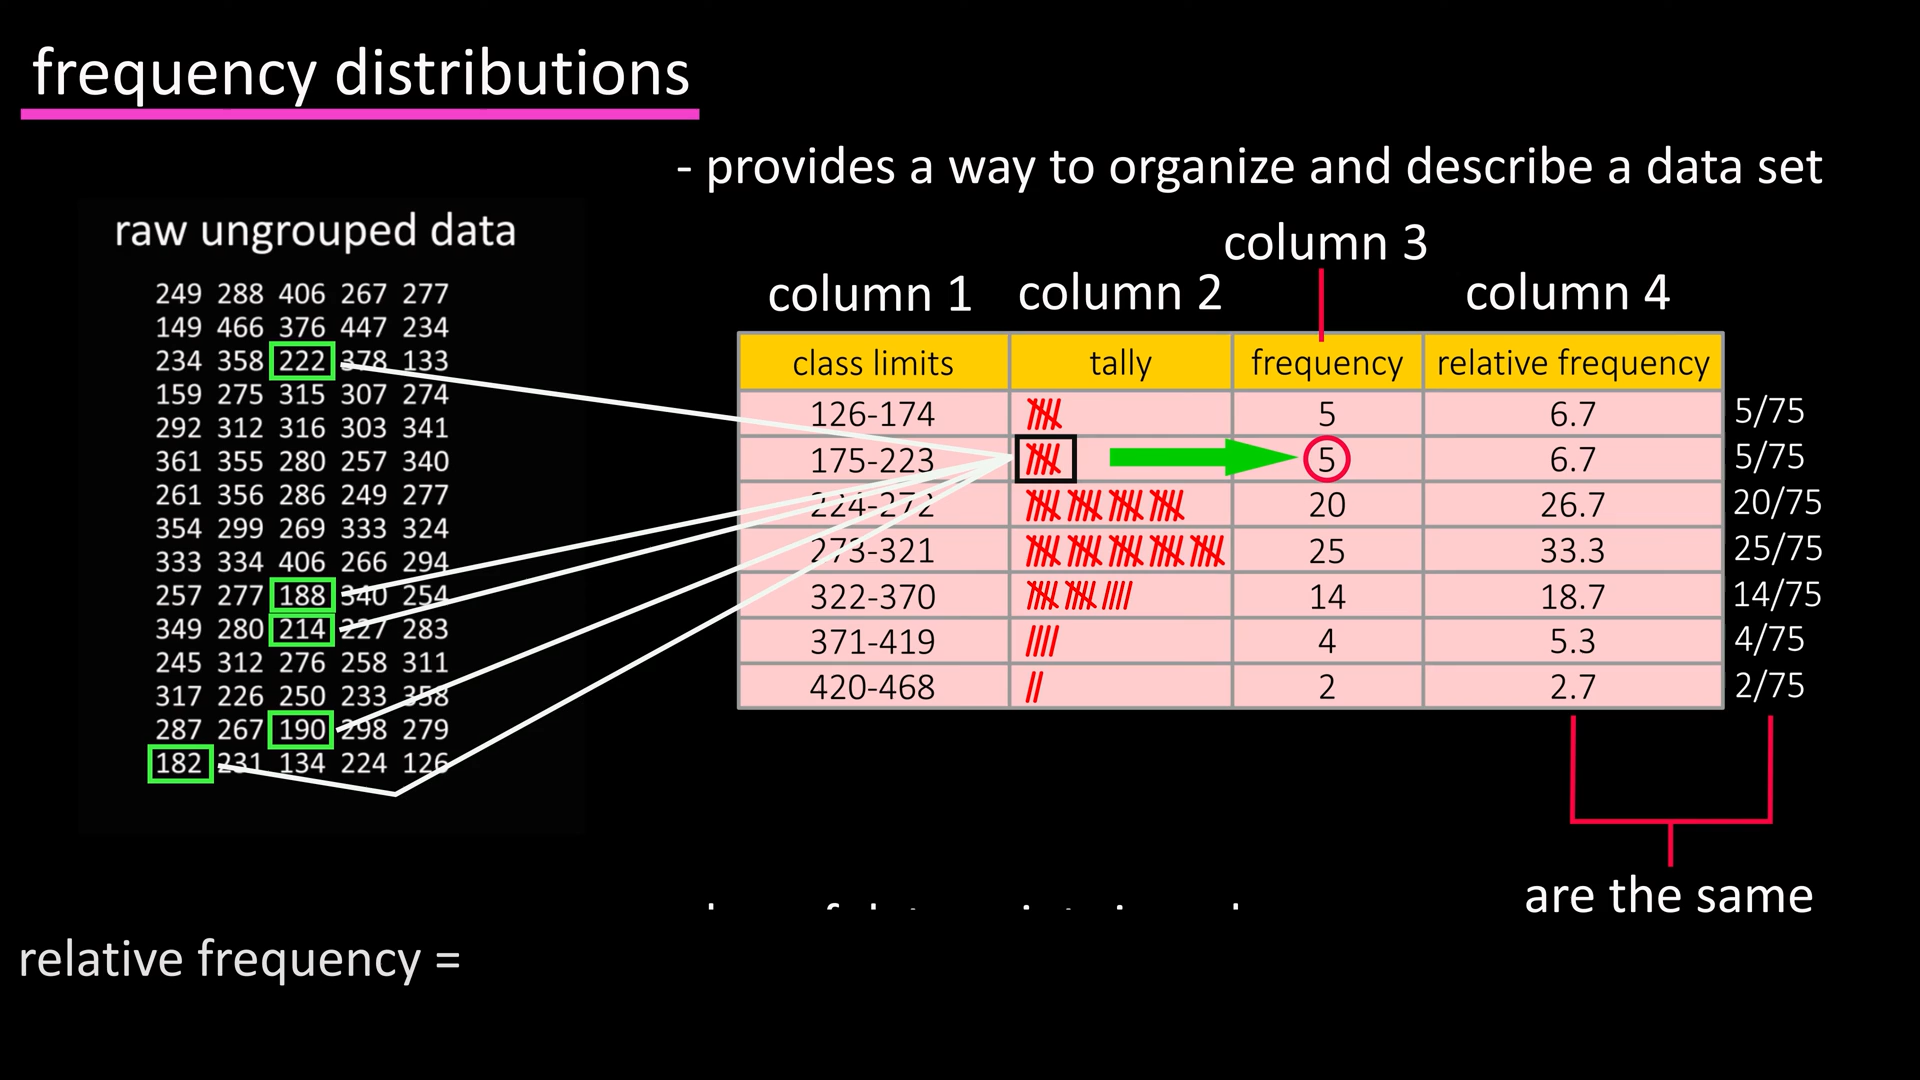 frequency distributions
- provides a way to organize and describe a data set
raw ungrouped data
249 288 406 267 277
149 466 376 447 234
234 358 222 378 133
159 275 315 307 274
292 312 316 303 341
361 355 280 257 340
261 356 286 249 277
354 299 269 333 324
333 334 406 266 294
257 277 188 340 254
349 280 214 227 283
245 312 276 258 311
317 226 250 233 358
287 267 190 298 279
182 231 134 224 126
column 3
column 1 column 2 column 4
class limits tally frequency relative frequency
126-174 5 6.7 5/75
175-223 5 6.7 5/75
224-272 20 26.7 20/75
273-321 25 33.3 25/75
322-370 14 18.7 14/75
371-419 4 5.3 4/75
420-468 2 2.7 2/75
are the same
relative frequency =